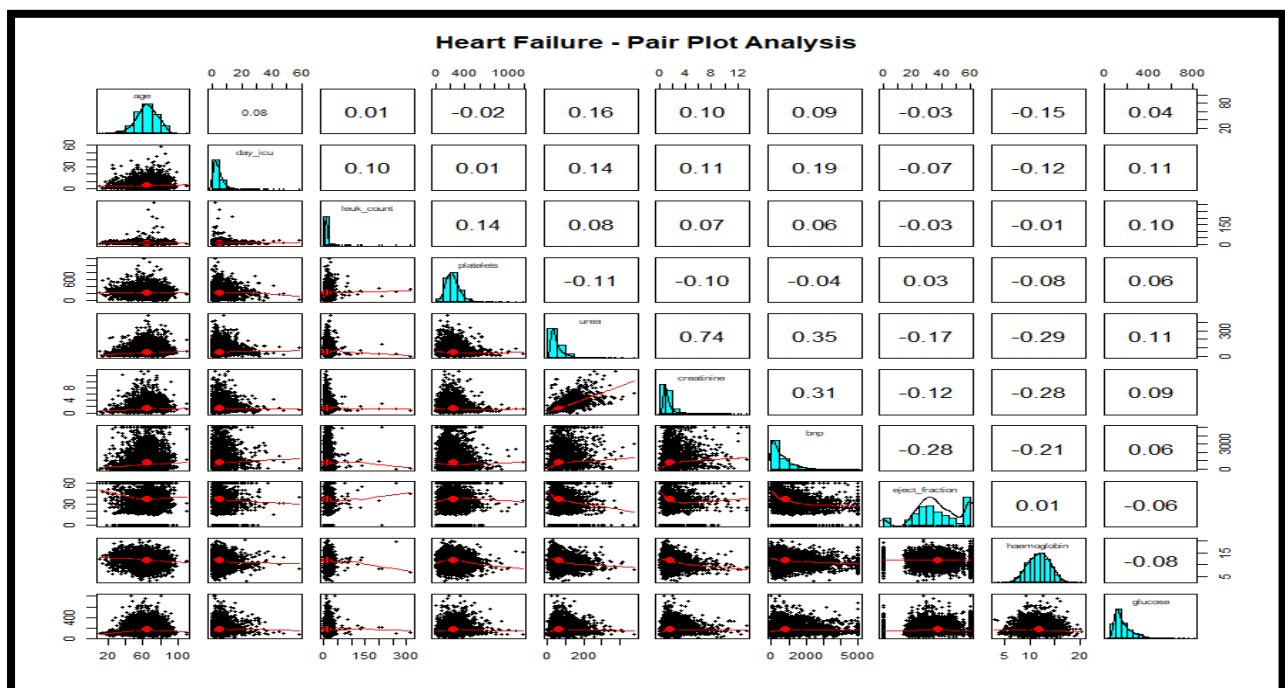 Heart Failure - Pair Plot Analysis
0 20 40 60 0 400 1200 0 4 8 12 0 20 40 60 0 400 800
age 0.08 0.01 -0.02 0.16 0.10 0.09 -0.03 -0.15 0.04 20 80
0 30 60 day_icu 0.10 0.01 0.14 0.11 0.19 -0.07 -0.12 0.11
leuk_count 0.14 0.08 0.07 0.06 -0.03 -0.01 0.10 0 150
0 600 platelets -0.11 -0.10 -0.04 0.03 -0.08 0.06
urea 0.74 0.35 -0.17 -0.29 0.11 0 300
4 8 creatinine 0.31 -0.12 -0.28 0.09
bnp -0.28 -0.21 0.06 0 3000
0 30 60 eject_fraction 0.01 -0.06
5 15 haemoglobin -0.08
0 400 glucose
20 60 100 0 150 300 0 200 0 2000 5000 5 10 20